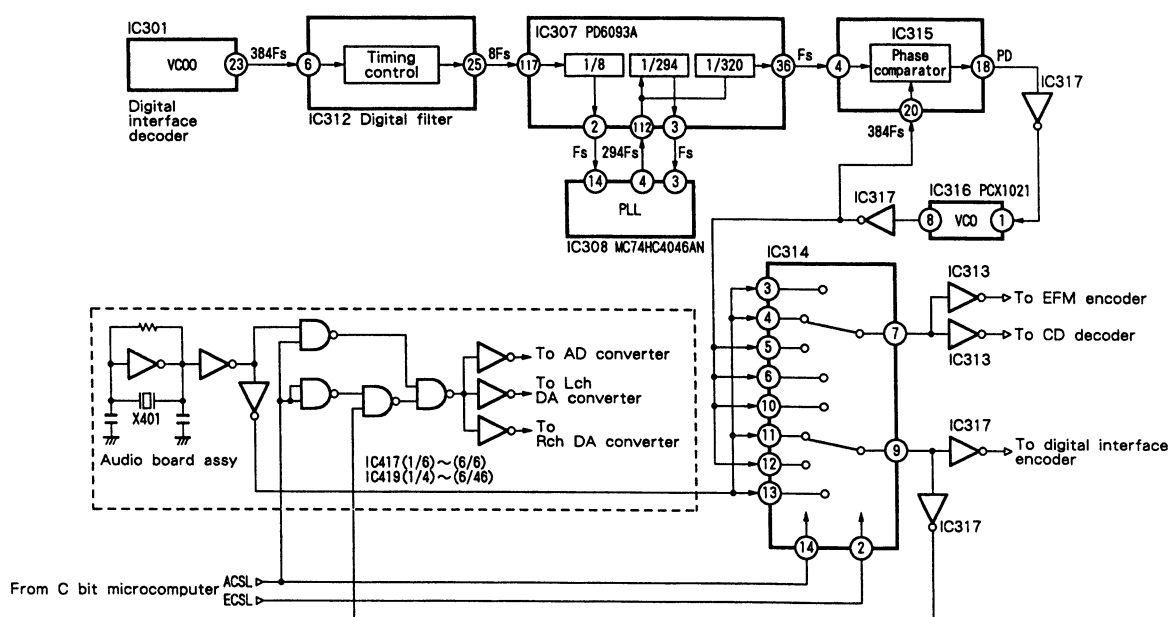 IC301
VCOO
23
384Fs
Digital
interface
decoder
6
Timing
control
25
8Fs
IC312 Digital filter
IC307 PD6093A
117
1/8
1/294
1/320
36
Fs
2
112
3
Fs
294Fs
Fs
14
4
3
PLL
IC308 MC74HC4046AN
IC315
4
Phase
comparator
18
PD
20
384Fs
IC317
IC317
IC316 PCX1021
8
VCO
1
IC314
3
4
5
6
10
11
12
13
7
9
14
2
IC313
To EFM encoder
To CD decoder
IC313
IC317
To digital interface
encoder
IC317
X401
Audio board assy
To AD converter
To Lch
DA converter
To
Rch DA converter
IC417(1/6)~(6/6)
IC419(1/4)~(6/46)
From C bit microcomputer
ACSL
ECSL